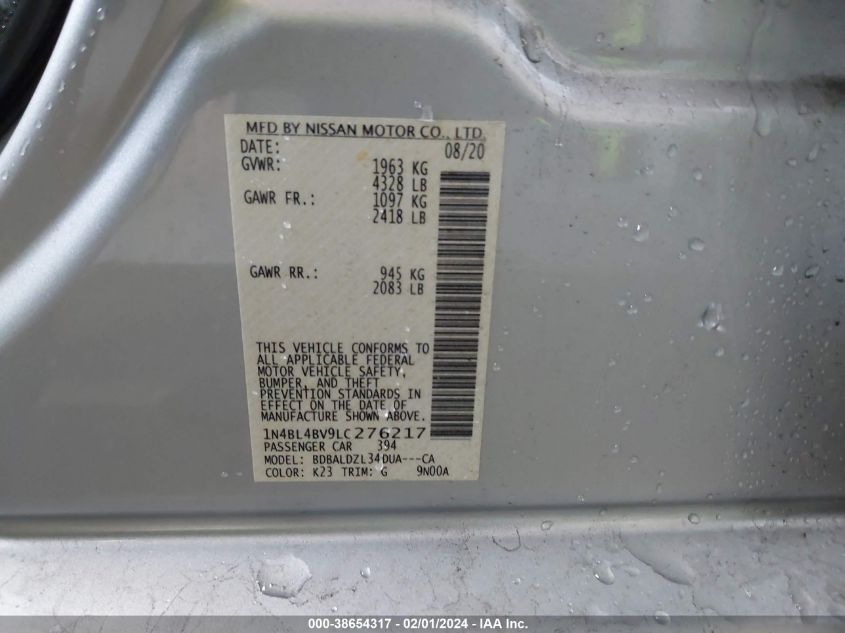 MFD BY NISSAN MOTOR CO., LTD.
DATE: 08/20
GVWR: 1963 KG
4328 LB
GAWR FR.: 1097 KG
2418 LB
GAWR RR.: 945 KG
2083 LB
THIS VEHICLE CONFORMS TO
ALL APPLICABLE FEDERAL
MOTOR VEHICLE SAFETY,
BUMPER, AND THEFT
PREVENTION STANDARDS IN
EFFECT ON THE DATE OF
MANUFACTURE SHOWN ABOVE.
1N4BL4BV9LC276217
PASSENGER CAR 394
MODEL: BDBALDZL34DUA---CA
COLOR: K23 TRIM: G 9N00A
000-38654317 - 02/01/2024 - IAA Inc.